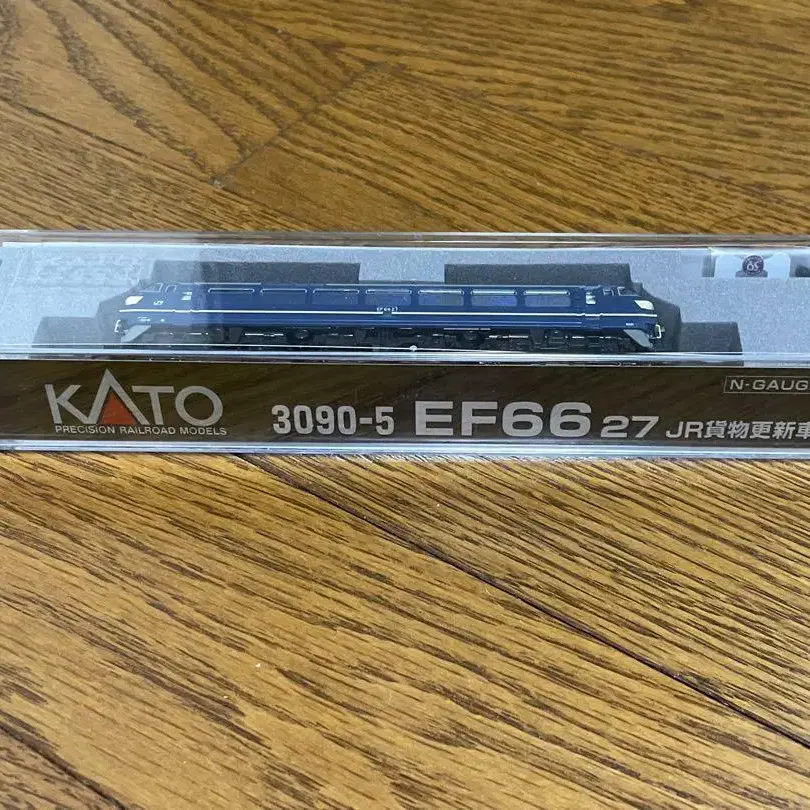 EF66 27
KATO
PRECISION RAILROAD MODELS
3090-5 EF66 27 JR貨物更新車
N-GAUG